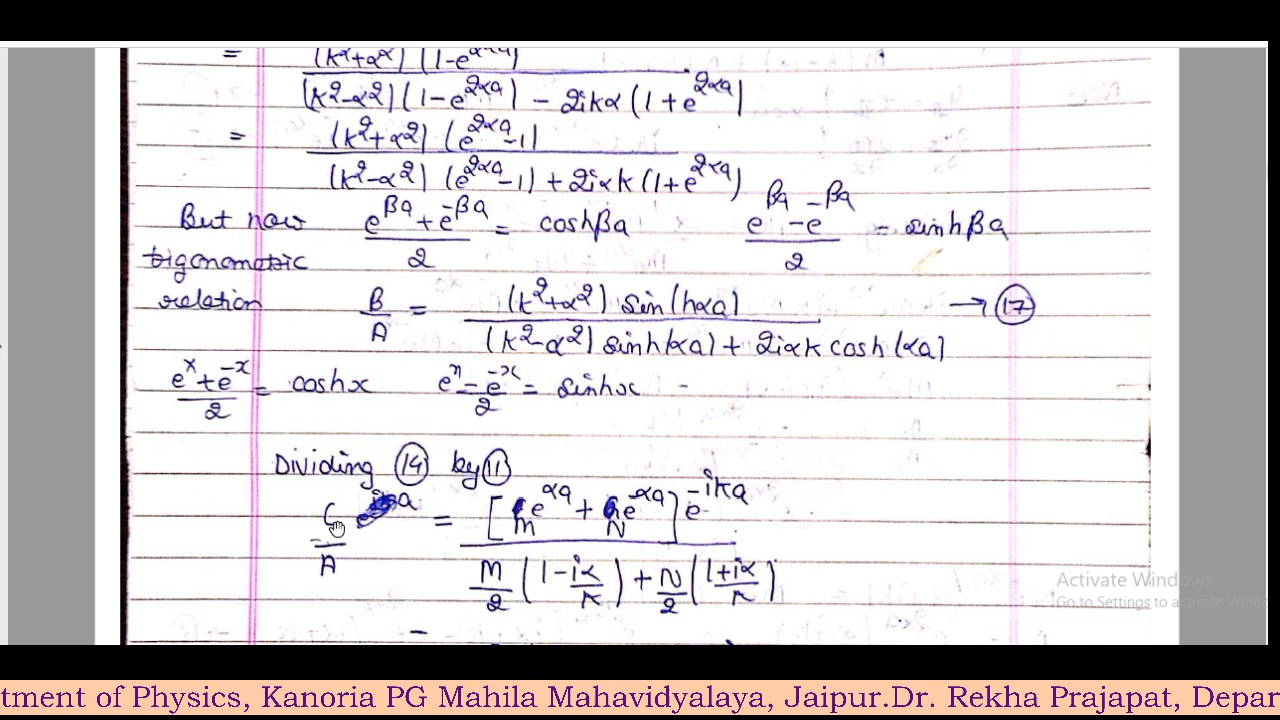 = (k²+α²) (1-e^2αa)
(k²-α²) (1-e^2αa) - 2ikα (1+e^2αa)
= (k²+α²) (e^2αa-1)
(k²-α²) (e^2αa-1) + 2iαk (1+e^2αa)
But now e^βa + e^-βa / 2 = coshβa e^βa - e^-βa / 2 = sinhβa
trigonometric
relation B/A = (k²+α²) sin(hαa) → (17)
(k²-α²) sinh(αa) + 2iαk cosh(αa)
e^x + e^-x / 2 = coshx e^x - e^-x / 2 = sinhx -
Dividing (14) by (11)
C/A = [M e^αa + N e^-αa] e^-ika
M/2 (1-iα/k) + N/2 (1+iα/k)
Activate Windows
Go to Settings to activate Windows
tment of Physics, Kanoria PG Mahila Mahavidyalaya, Jaipur.Dr. Rekha Prajapat, Depar